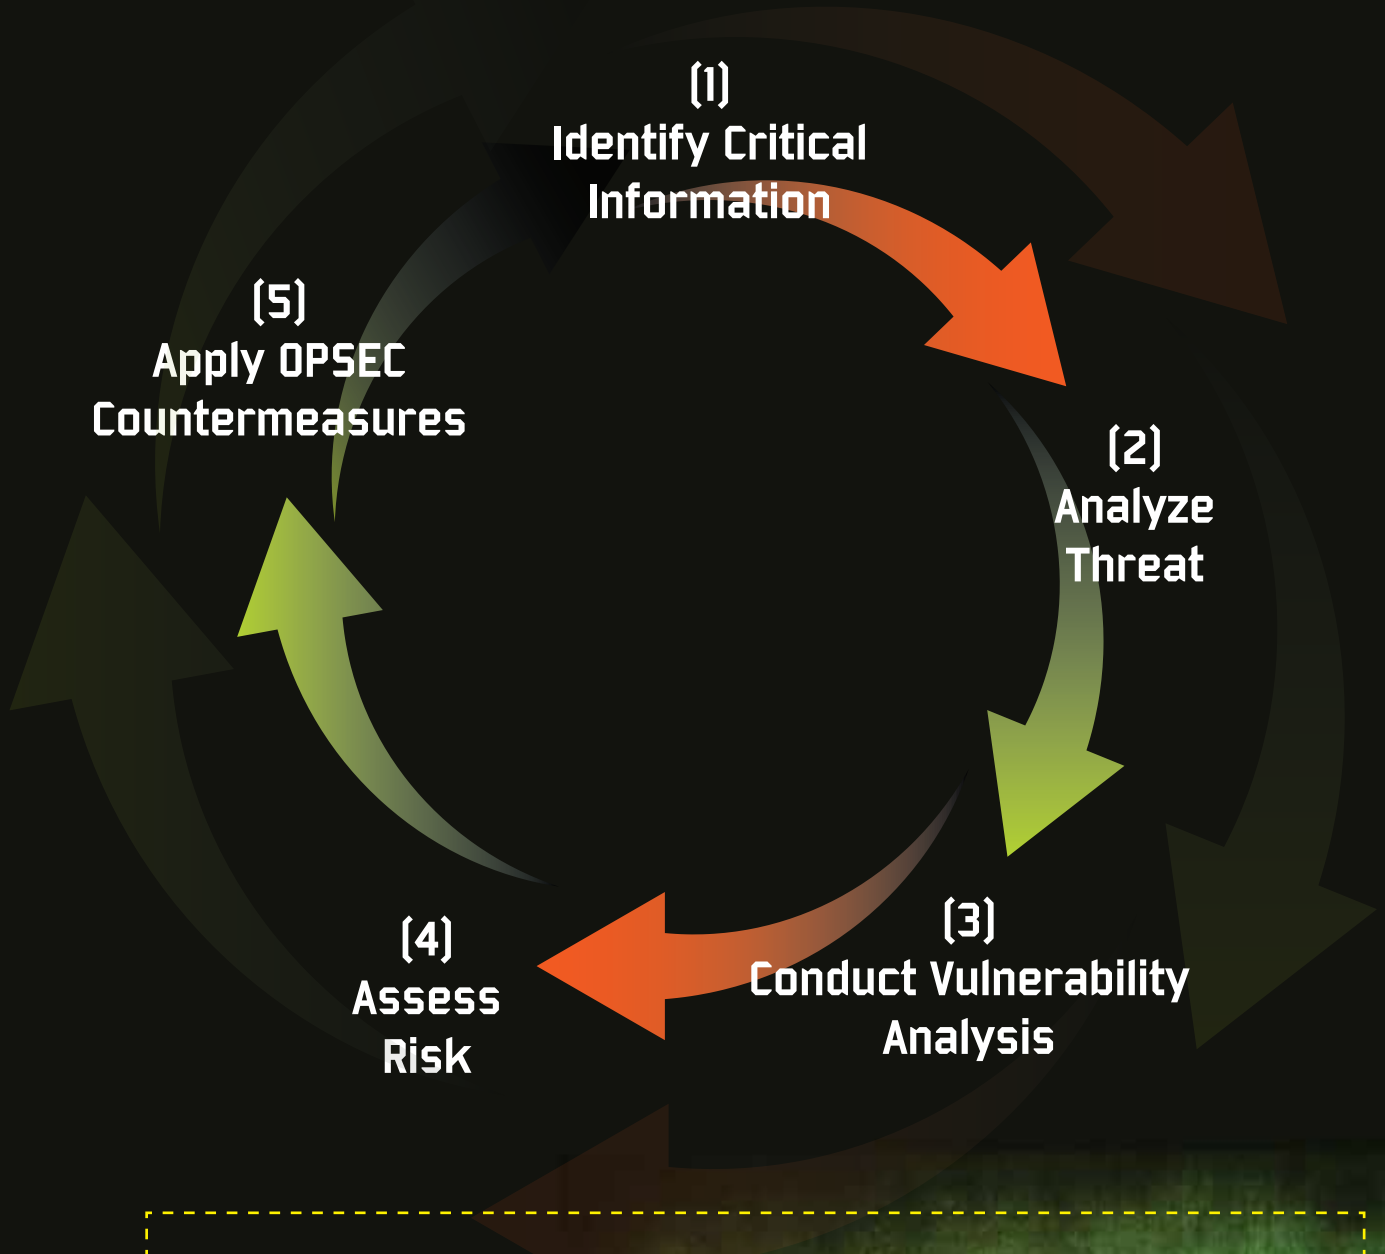 (1)
Identify Critical
Information
(2)
Analyze
Threat
(3)
Conduct Vulnerability
Analysis
(4)
Assess
Risk
(5)
Apply OPSEC
Countermeasures